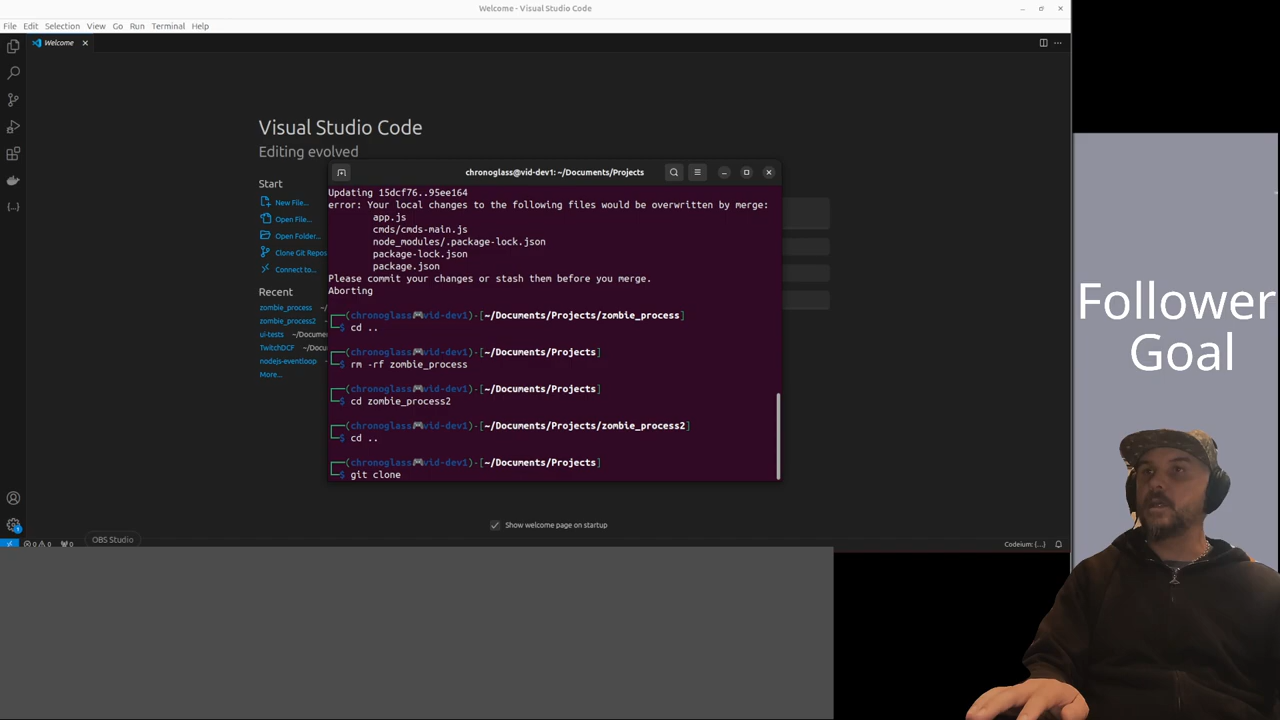 Welcome - Visual Studio Code
File Edit Selection View Go Run Terminal Help
Welcome
Visual Studio Code
Editing evolved
Start
New File...
Open File...
Open Folder...
Clone Git Repos
Connect to...
Recent
zombie_process ~/
zombie_process2
ui-tests ~/Docume
TwitchDCF ~/Docu
nodejs-eventloop
More...
chronoglass@vid-dev1: ~/Documents/Projects
Updating 15dcf76..95ee164
error: Your local changes to the following files would be overwritten by merge:
app.js
cmds/cmds-main.js
node_modules/.package-lock.json
package-lock.json
package.json
Please commit your changes or stash them before you merge.
Aborting
(chronoglass🎮vid-dev1)-[~/Documents/Projects/zombie_process]
$ cd ..
(chronoglass🎮vid-dev1)-[~/Documents/Projects]
$ rm -rf zombie_process
(chronoglass🎮vid-dev1)-[~/Documents/Projects]
$ cd zombie_process2
(chronoglass🎮vid-dev1)-[~/Documents/Projects/zombie_process2]
$ cd ..
(chronoglass🎮vid-dev1)-[~/Documents/Projects]
$ git clone
Show welcome page on startup
OBS Studio
0 0 0
Codeium: {...}
Follower
Goal